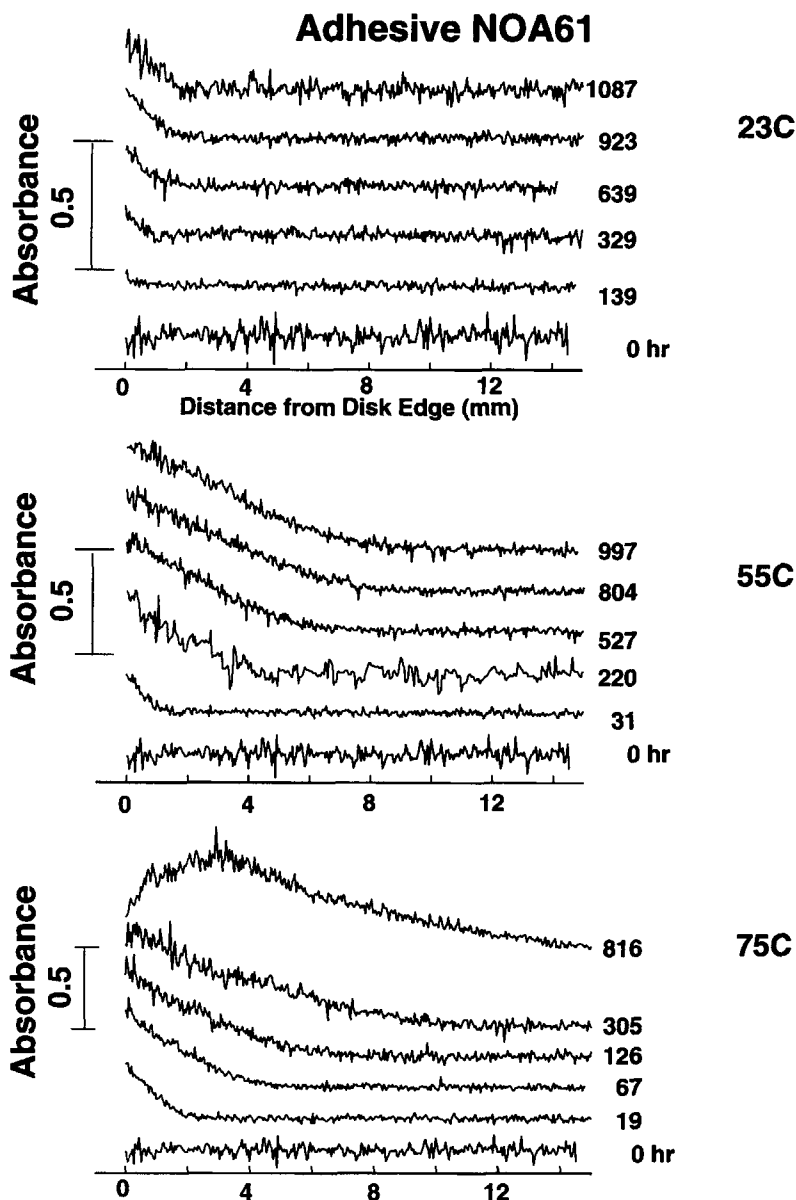 Adhesive NOA61
1087
23C
923
Absorbance
0.5
639
329
139
0 hr
0 4 8 12
Distance from Disk Edge (mm)
997
55C
804
Absorbance
0.5
527
220
31
0 hr
0 4 8 12
816
75C
Absorbance
0.5
305
126
67
19
0 hr
0 4 8 12